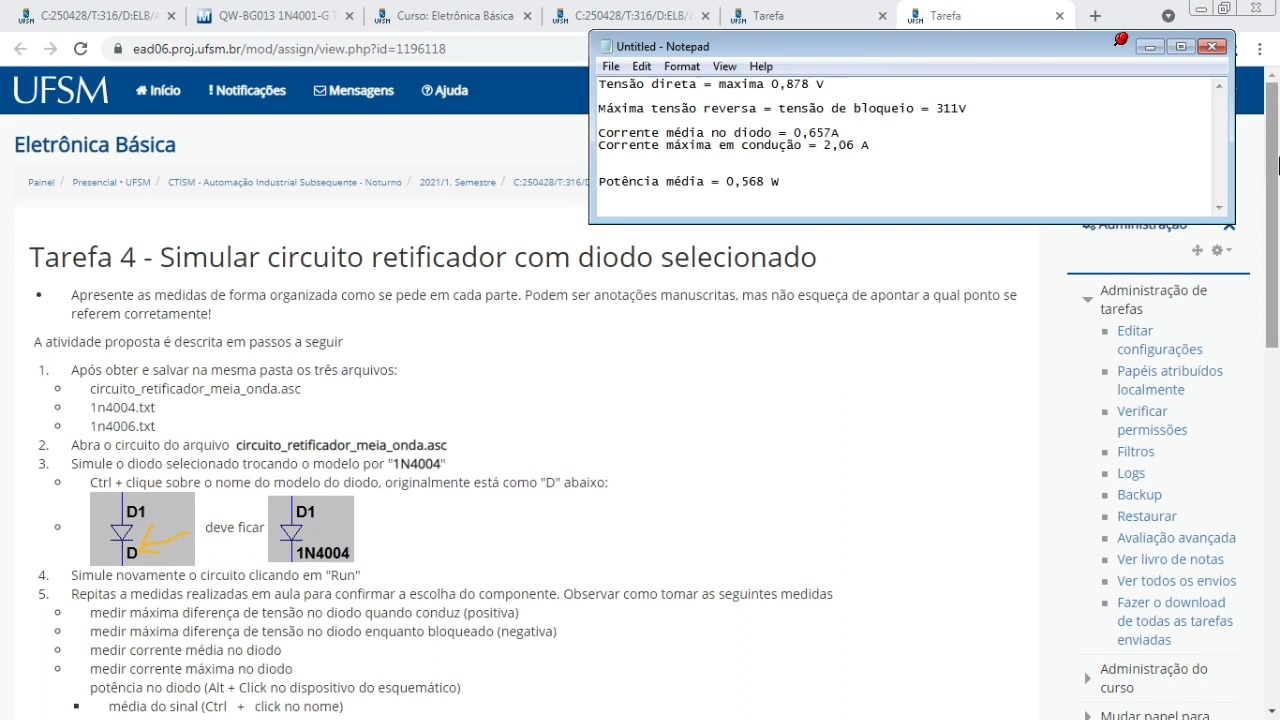 C:250428/T:316/D:ELB/A
QW-BG013 1N4001-G T
Curso: Eletrônica Básica
C:250428/T:316/D:ELB/
Tarefa
Tarefa
ead06.proj.ufsm.br/mod/assign/view.php?id=1196118
Untitled - Notepad
File Edit Format View Help
Tensão direta = maxima 0,878 V
Máxima tensão reversa = tensão de bloqueio = 311V
Corrente média no diodo = 0,657A
Corrente máxima em condução = 2,06 A
Potência média = 0,568 W
UFSM
Início
Notificações
Mensagens
Ajuda
Eletrônica Básica
Painel / Presencial • UFSM / CTISM - Automação Industrial Subsequente - Noturno / 2021/1. Semestre / C:250428/T:316/D
Tarefa 4 - Simular circuito retificador com diodo selecionado
• Apresente as medidas de forma organizada como se pede em cada parte. Podem ser anotações manuscritas, mas não esqueça de apontar a qual ponto se
referem corretamente!
A atividade proposta é descrita em passos a seguir
1. Após obter e salvar na mesma pasta os três arquivos:
circuito_retificador_meia_onda.asc
1n4004.txt
1n4006.txt
2. Abra o circuito do arquivo circuito_retificador_meia_onda.asc
3. Simule o diodo selecionado trocando o modelo por "1N4004"
Ctrl + clique sobre o nome do modelo do diodo, originalmente está como "D" abaixo:
D1
D
deve ficar
D1
1N4004
4. Simule novamente o circuito clicando em "Run"
5. Repitas a medidas realizadas em aula para confirmar a escolha do componente. Observar como tomar as seguintes medidas
medir máxima diferença de tensão no diodo quando conduz (positiva)
medir máxima diferença de tensão no diodo enquanto bloqueado (negativa)
medir corrente média no diodo
medir corrente máxima no diodo
potência no diodo (Alt + Click no dispositivo do esquemático)
média do sinal (Ctrl + click no nome)
Administração
Administração de
tarefas
Editar
configurações
Papéis atribuídos
localmente
Verificar
permissões
Filtros
Logs
Backup
Restaurar
Avaliação avançada
Ver livro de notas
Ver todos os envios
Fazer o download
de todas as tarefas
enviadas
Administração do
curso
Mudar papel para